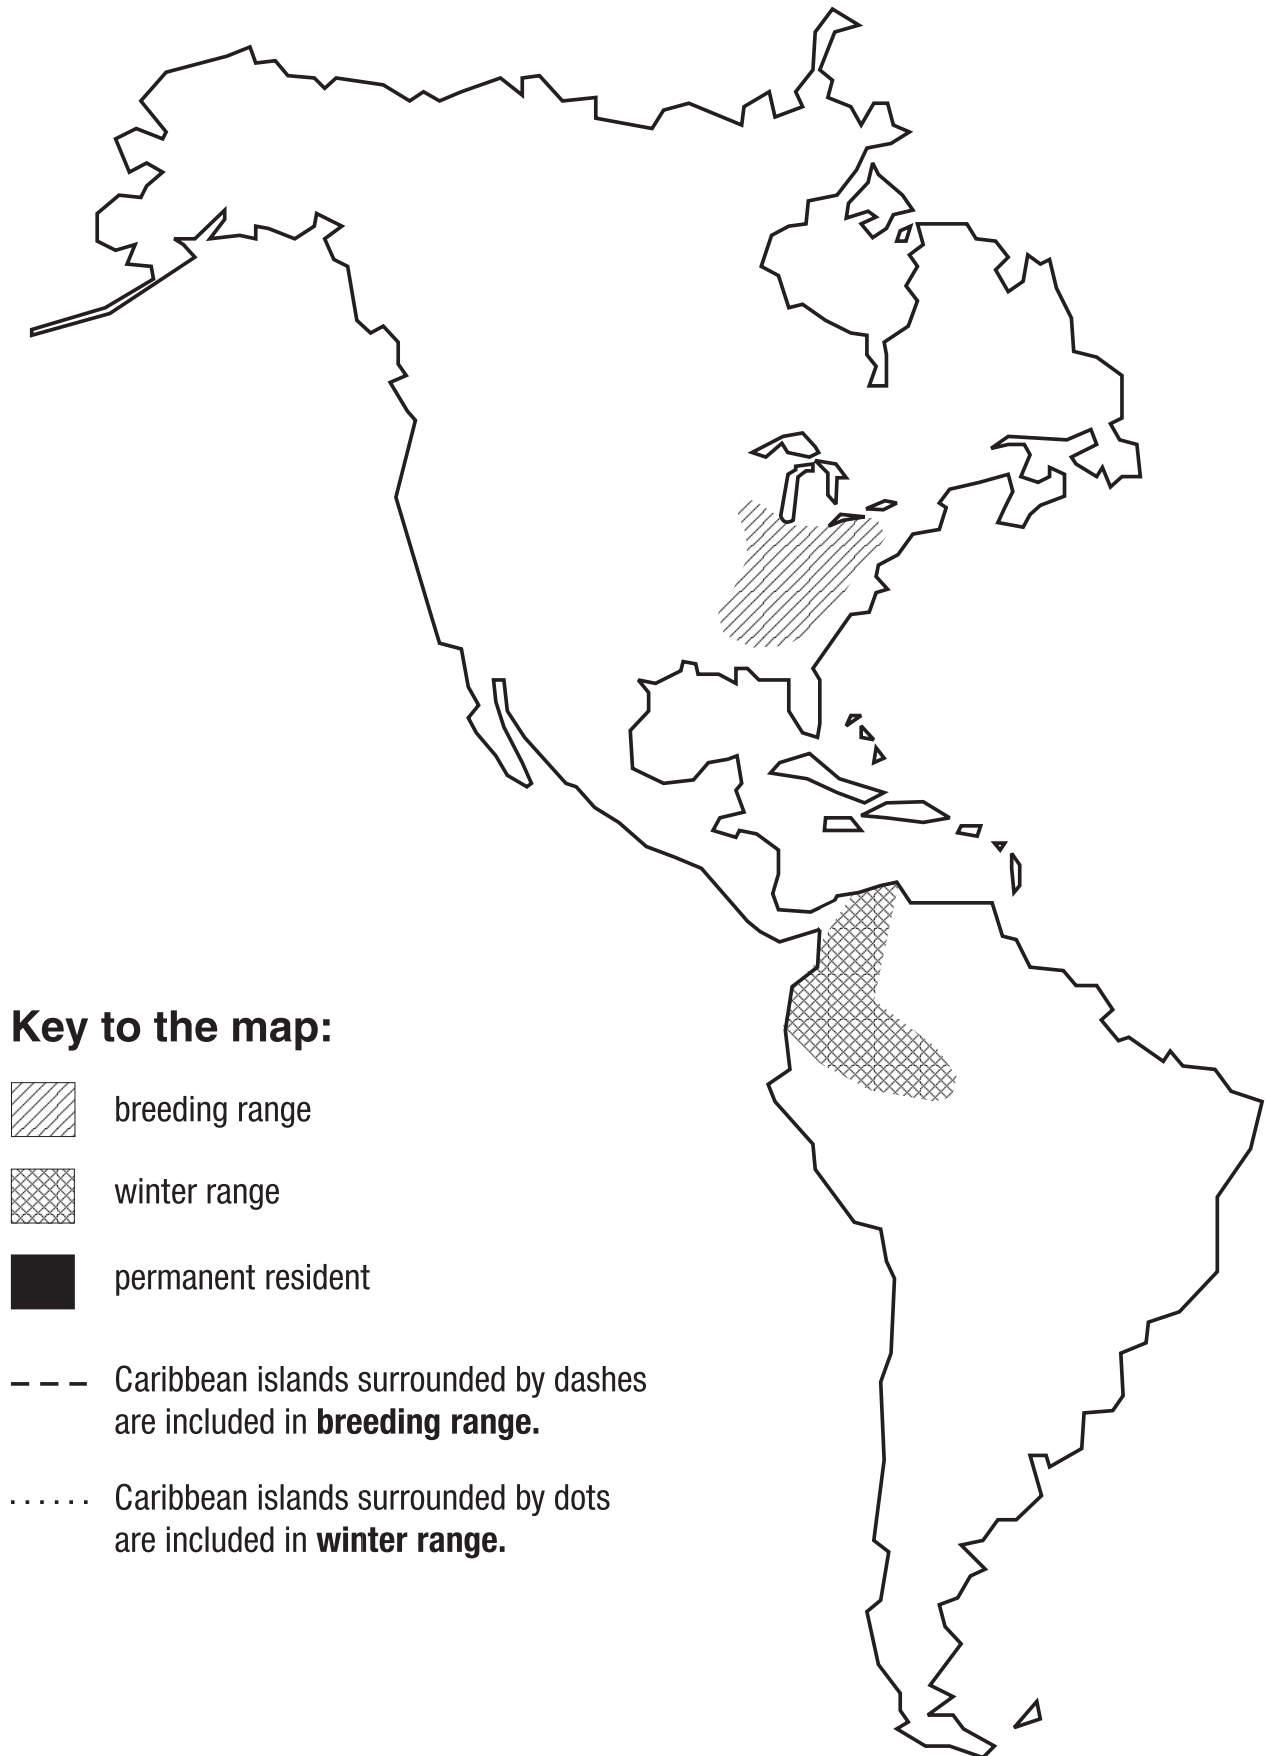 Key to the map:
breeding range
winter range
permanent resident
Caribbean islands surrounded by dashes
are included in breeding range.
Caribbean islands surrounded by dots
are included in winter range.